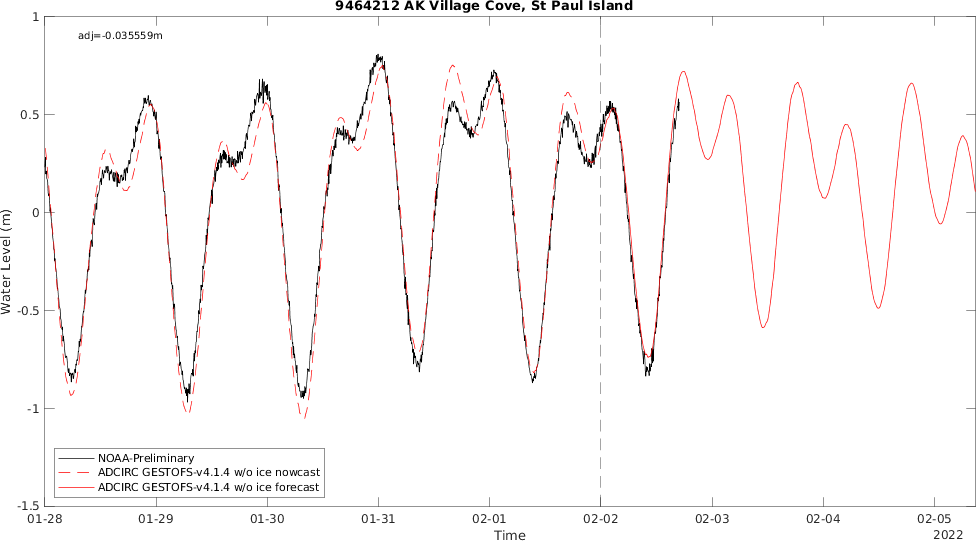 9464212 AK Village Cove, St Paul Island
adj=-0.035559m
1
0.5
0
-0.5
-1
-1.5
Water Level (m)
NOAA-Preliminary
ADCIRC GESTOFS-v4.1.4 w/o ice nowcast
ADCIRC GESTOFS-v4.1.4 w/o ice forecast
01-28 01-29 01-30 01-31 02-01 02-02 02-03 02-04 02-05
Time
2022